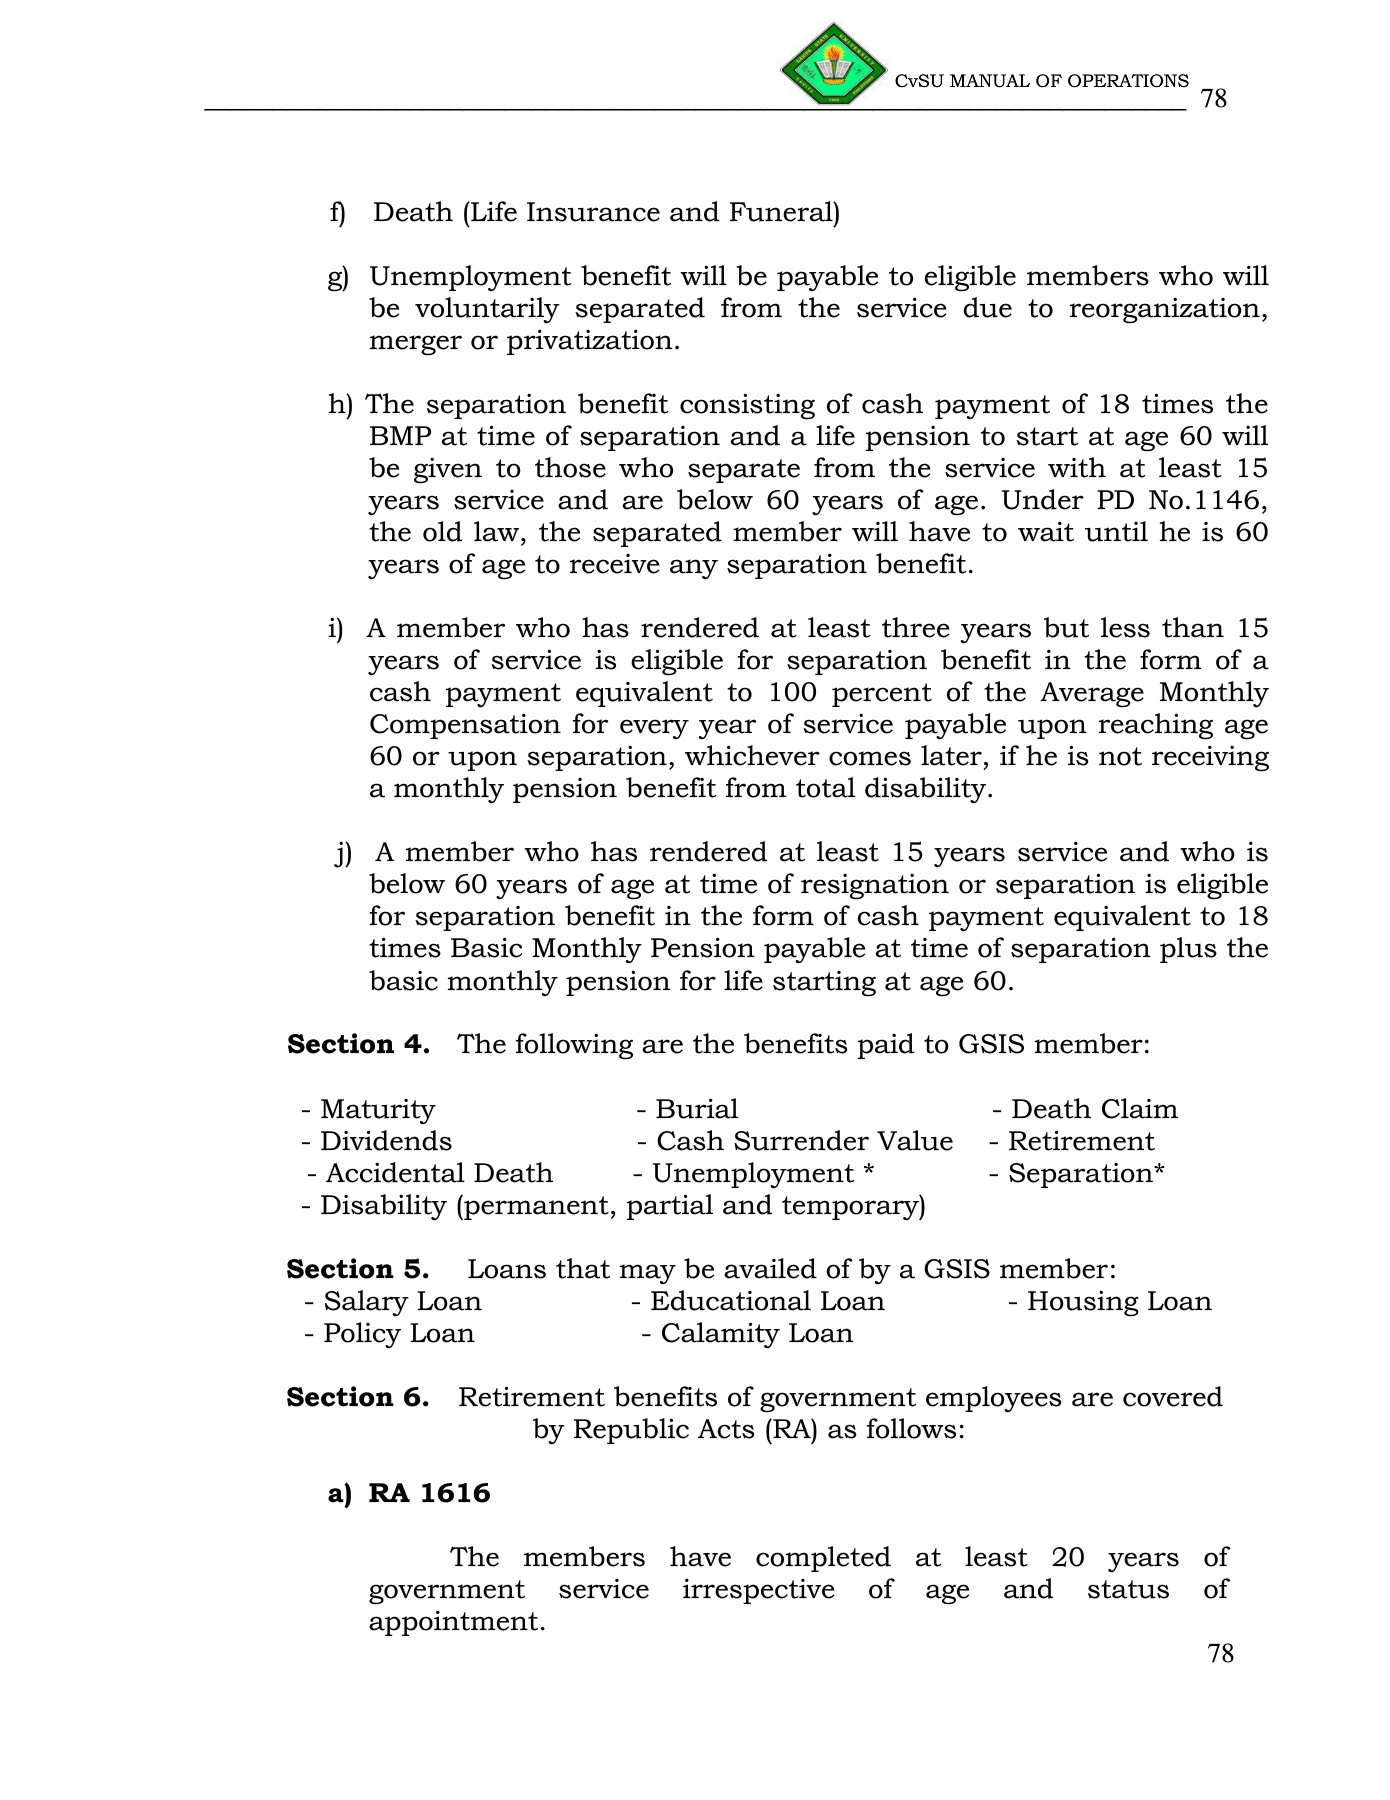 CvSU MANUAL OF OPERATIONS 78
f) Death (Life Insurance and Funeral)
g) Unemployment benefit will be payable to eligible members who will
be voluntarily separated from the service due to reorganization,
merger or privatization.
h) The separation benefit consisting of cash payment of 18 times the
BMP at time of separation and a life pension to start at age 60 will
be given to those who separate from the service with at least 15
years service and are below 60 years of age. Under PD No.1146,
the old law, the separated member will have to wait until he is 60
years of age to receive any separation benefit.
i) A member who has rendered at least three years but less than 15
years of service is eligible for separation benefit in the form of a
cash payment equivalent to 100 percent of the Average Monthly
Compensation for every year of service payable upon reaching age
60 or upon separation, whichever comes later, if he is not receiving
a monthly pension benefit from total disability.
j) A member who has rendered at least 15 years service and who is
below 60 years of age at time of resignation or separation is eligible
for separation benefit in the form of cash payment equivalent to 18
times Basic Monthly Pension payable at time of separation plus the
basic monthly pension for life starting at age 60.
Section 4. The following are the benefits paid to GSIS member:
- Maturity - Burial - Death Claim
- Dividends - Cash Surrender Value - Retirement
- Accidental Death - Unemployment * - Separation*
- Disability (permanent, partial and temporary)
Section 5. Loans that may be availed of by a GSIS member:
- Salary Loan - Educational Loan - Housing Loan
- Policy Loan - Calamity Loan
Section 6. Retirement benefits of government employees are covered
by Republic Acts (RA) as follows:
a) RA 1616
The members have completed at least 20 years of
government service irrespective of age and status of
appointment.
78